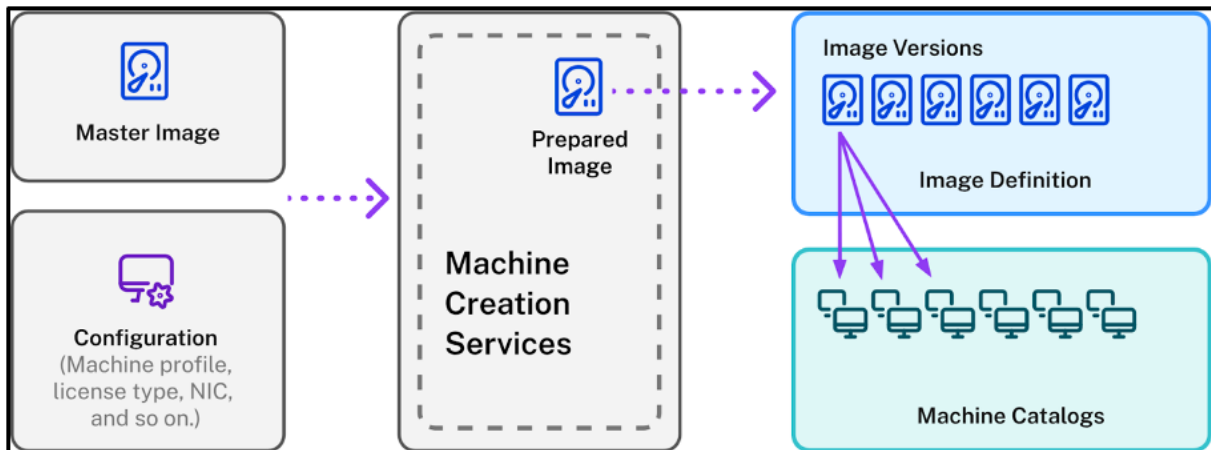 Master Image
Configuration
(Machine profile,
license type, NIC,
and so on.)
Prepared
Image
Machine
Creation
Services
Image Versions
Image Definition
Machine Catalogs